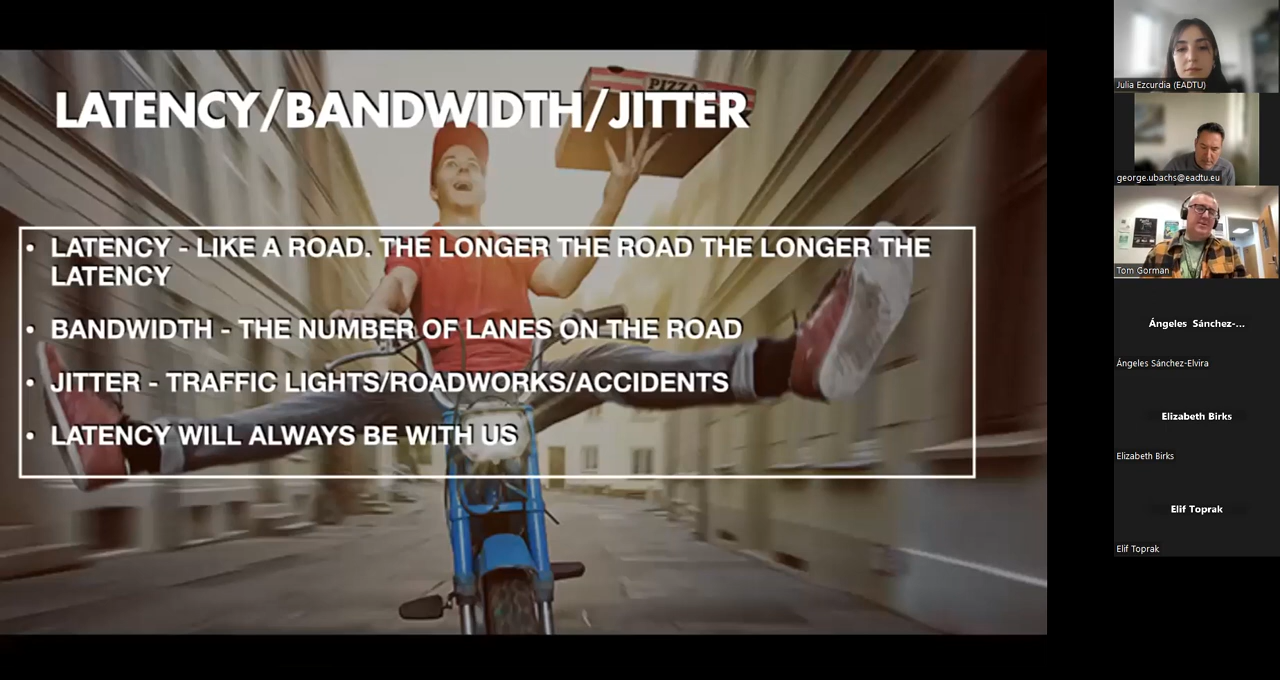 PIZZA
LATENCY/BANDWIDTH/JITTER
• LATENCY - LIKE A ROAD. THE LONGER THE ROAD THE LONGER THE
LATENCY
• BANDWIDTH - THE NUMBER OF LANES ON THE ROAD
• JITTER - TRAFFIC LIGHTS/ROADWORKS/ACCIDENTS
• LATENCY WILL ALWAYS BE WITH US
Julia Ezcurdia (EADTU)
george.ubachs@eadtu.eu
Tom Gorman
Ángeles Sánchez-...
Ángeles Sánchez-Elvira
Elizabeth Birks
Elizabeth Birks
Elif Toprak
Elif Toprak